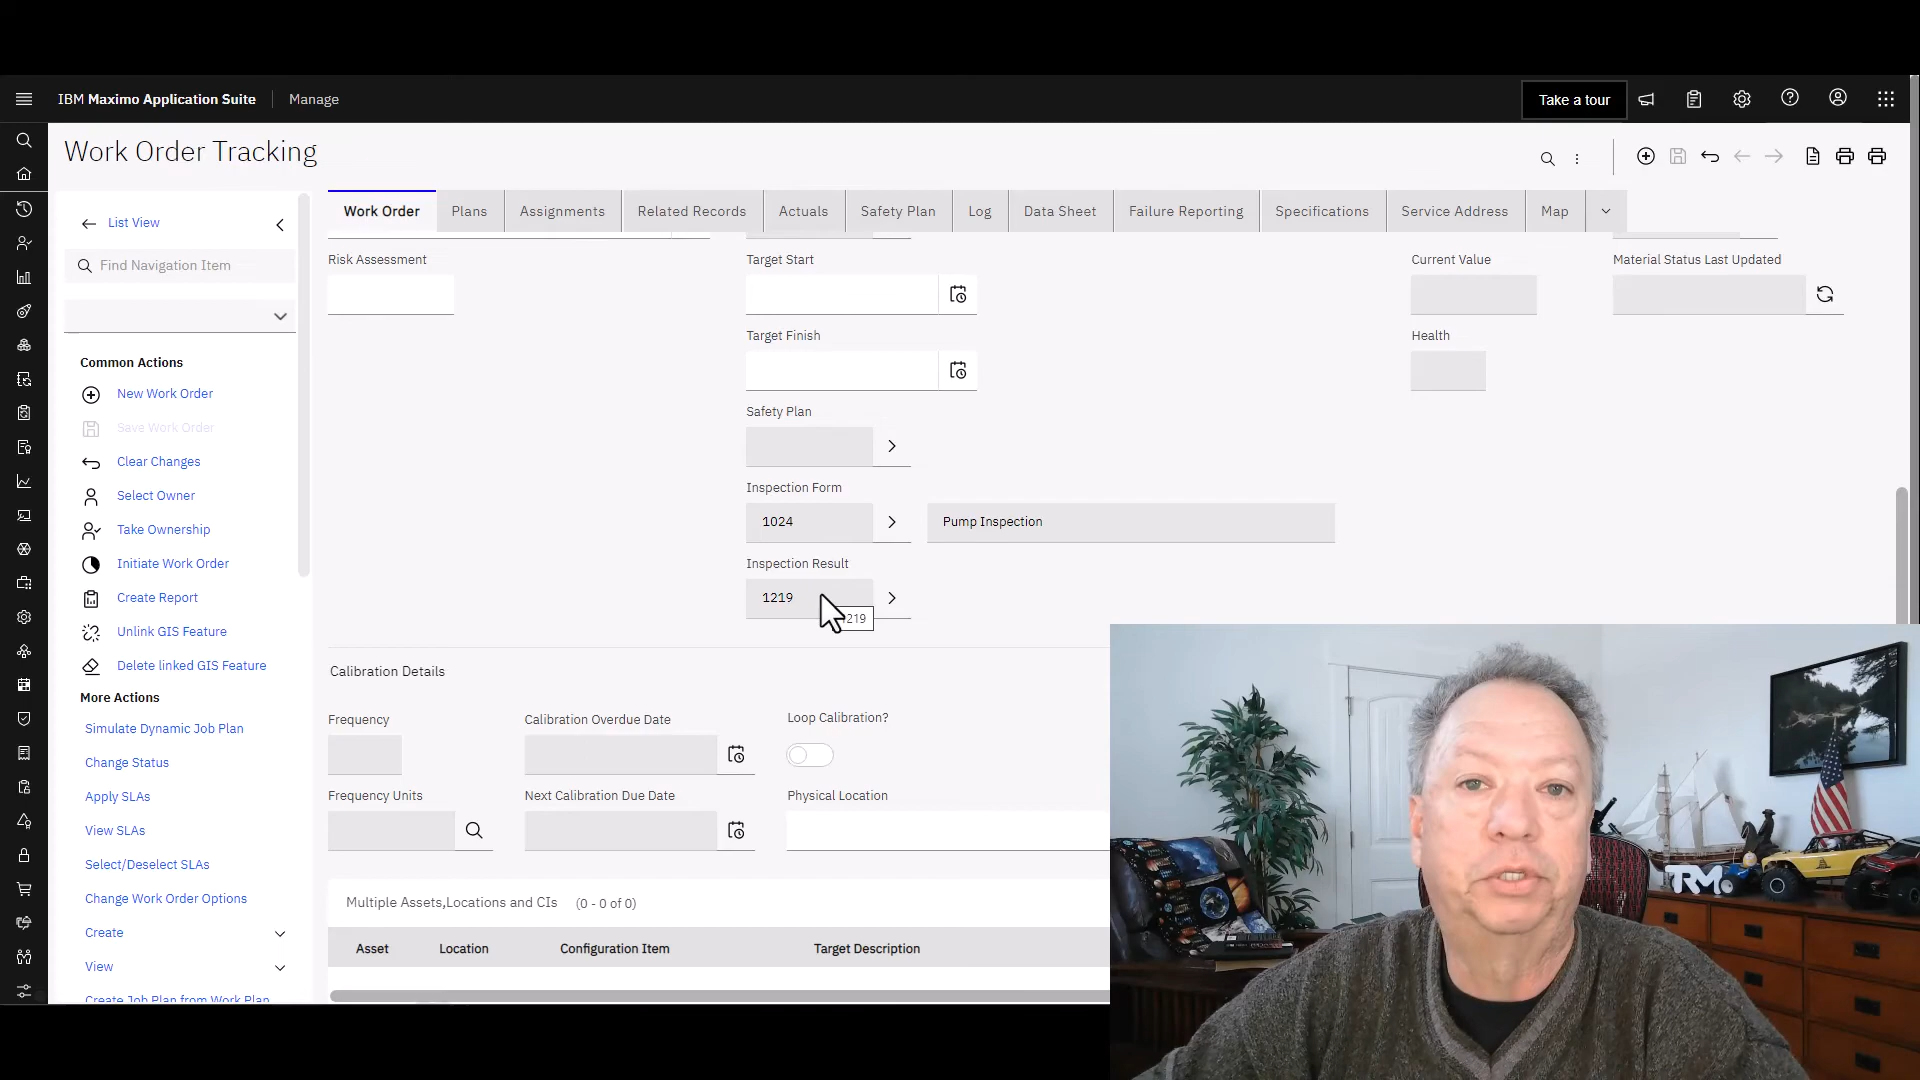 IBM Maximo Application Suite
Manage
Take a tour
Work Order Tracking
List View
Find Navigation Item
Common Actions
New Work Order
Save Work Order
Clear Changes
Select Owner
Take Ownership
Initiate Work Order
Create Report
Unlink GIS Feature
Delete linked GIS Feature
More Actions
Simulate Dynamic Job Plan
Change Status
Apply SLAs
View SLAs
Select/Deselect SLAs
Change Work Order Options
Create
View
Create Job Plan from Work Plan
Work Order
Plans
Assignments
Related Records
Actuals
Safety Plan
Log
Data Sheet
Failure Reporting
Specifications
Service Address
Map
Risk Assessment
Target Start
Current Value
Material Status Last Updated
Target Finish
Health
Safety Plan
Inspection Form
1024
Pump Inspection
Inspection Result
1219
Calibration Details
Frequency
Calibration Overdue Date
Loop Calibration?
Frequency Units
Next Calibration Due Date
Physical Location
Multiple Assets,Locations and CIs (0 - 0 of 0)
Asset
Location
Configuration Item
Target Description
TRM